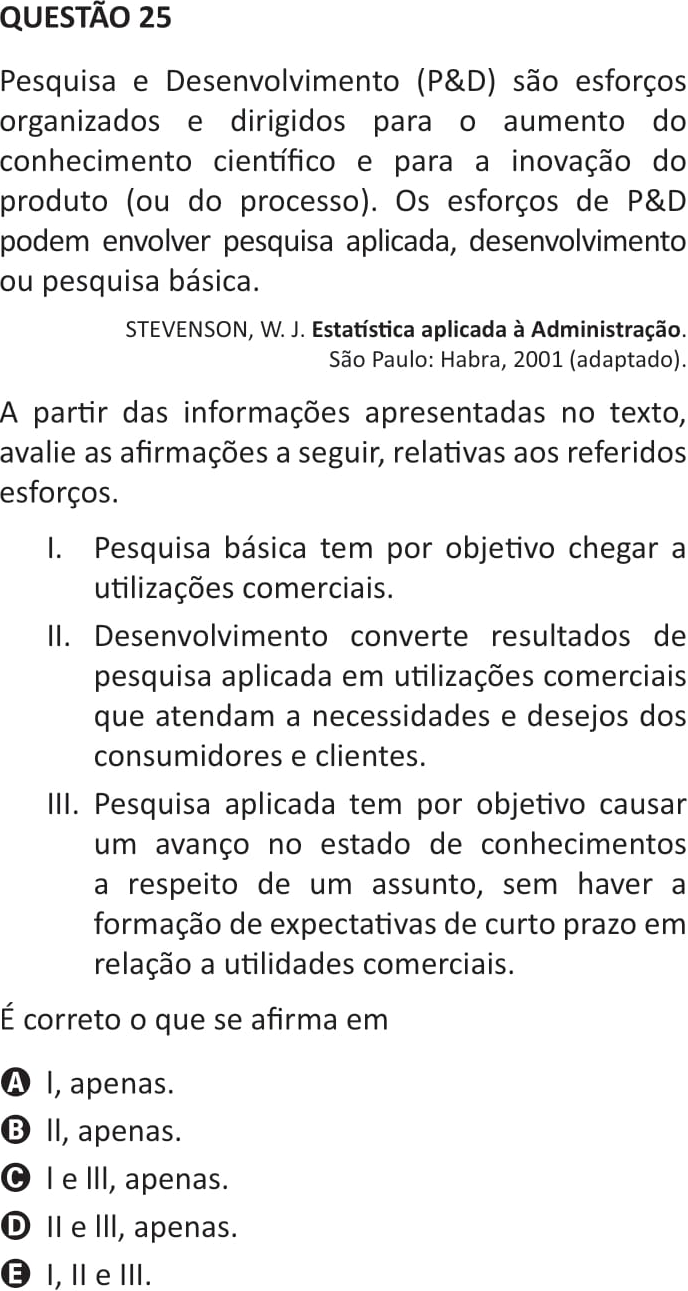 QUESTÃO 25
Pesquisa e Desenvolvimento (P&D) são esforços
organizados e dirigidos para o aumento do
conhecimento científico e para a inovação do
produto (ou do processo). Os esforços de P&D
podem envolver pesquisa aplicada, desenvolvimento
ou pesquisa básica.
STEVENSON, W. J. Estatística aplicada à Administração.
São Paulo: Habra, 2001 (adaptado).
A partir das informações apresentadas no texto,
avalie as afirmações a seguir, relativas aos referidos
esforços.
I. Pesquisa básica tem por objetivo chegar a
utilizações comerciais.
II. Desenvolvimento converte resultados de
pesquisa aplicada em utilizações comerciais
que atendam a necessidades e desejos dos
consumidores e clientes.
III. Pesquisa aplicada tem por objetivo causar
um avanço no estado de conhecimentos
a respeito de um assunto, sem haver a
formação de expectativas de curto prazo em
relação a utilidades comerciais.
É correto o que se afirma em
A I, apenas.
B II, apenas.
C I e III, apenas.
D II e III, apenas.
E I, II e III.